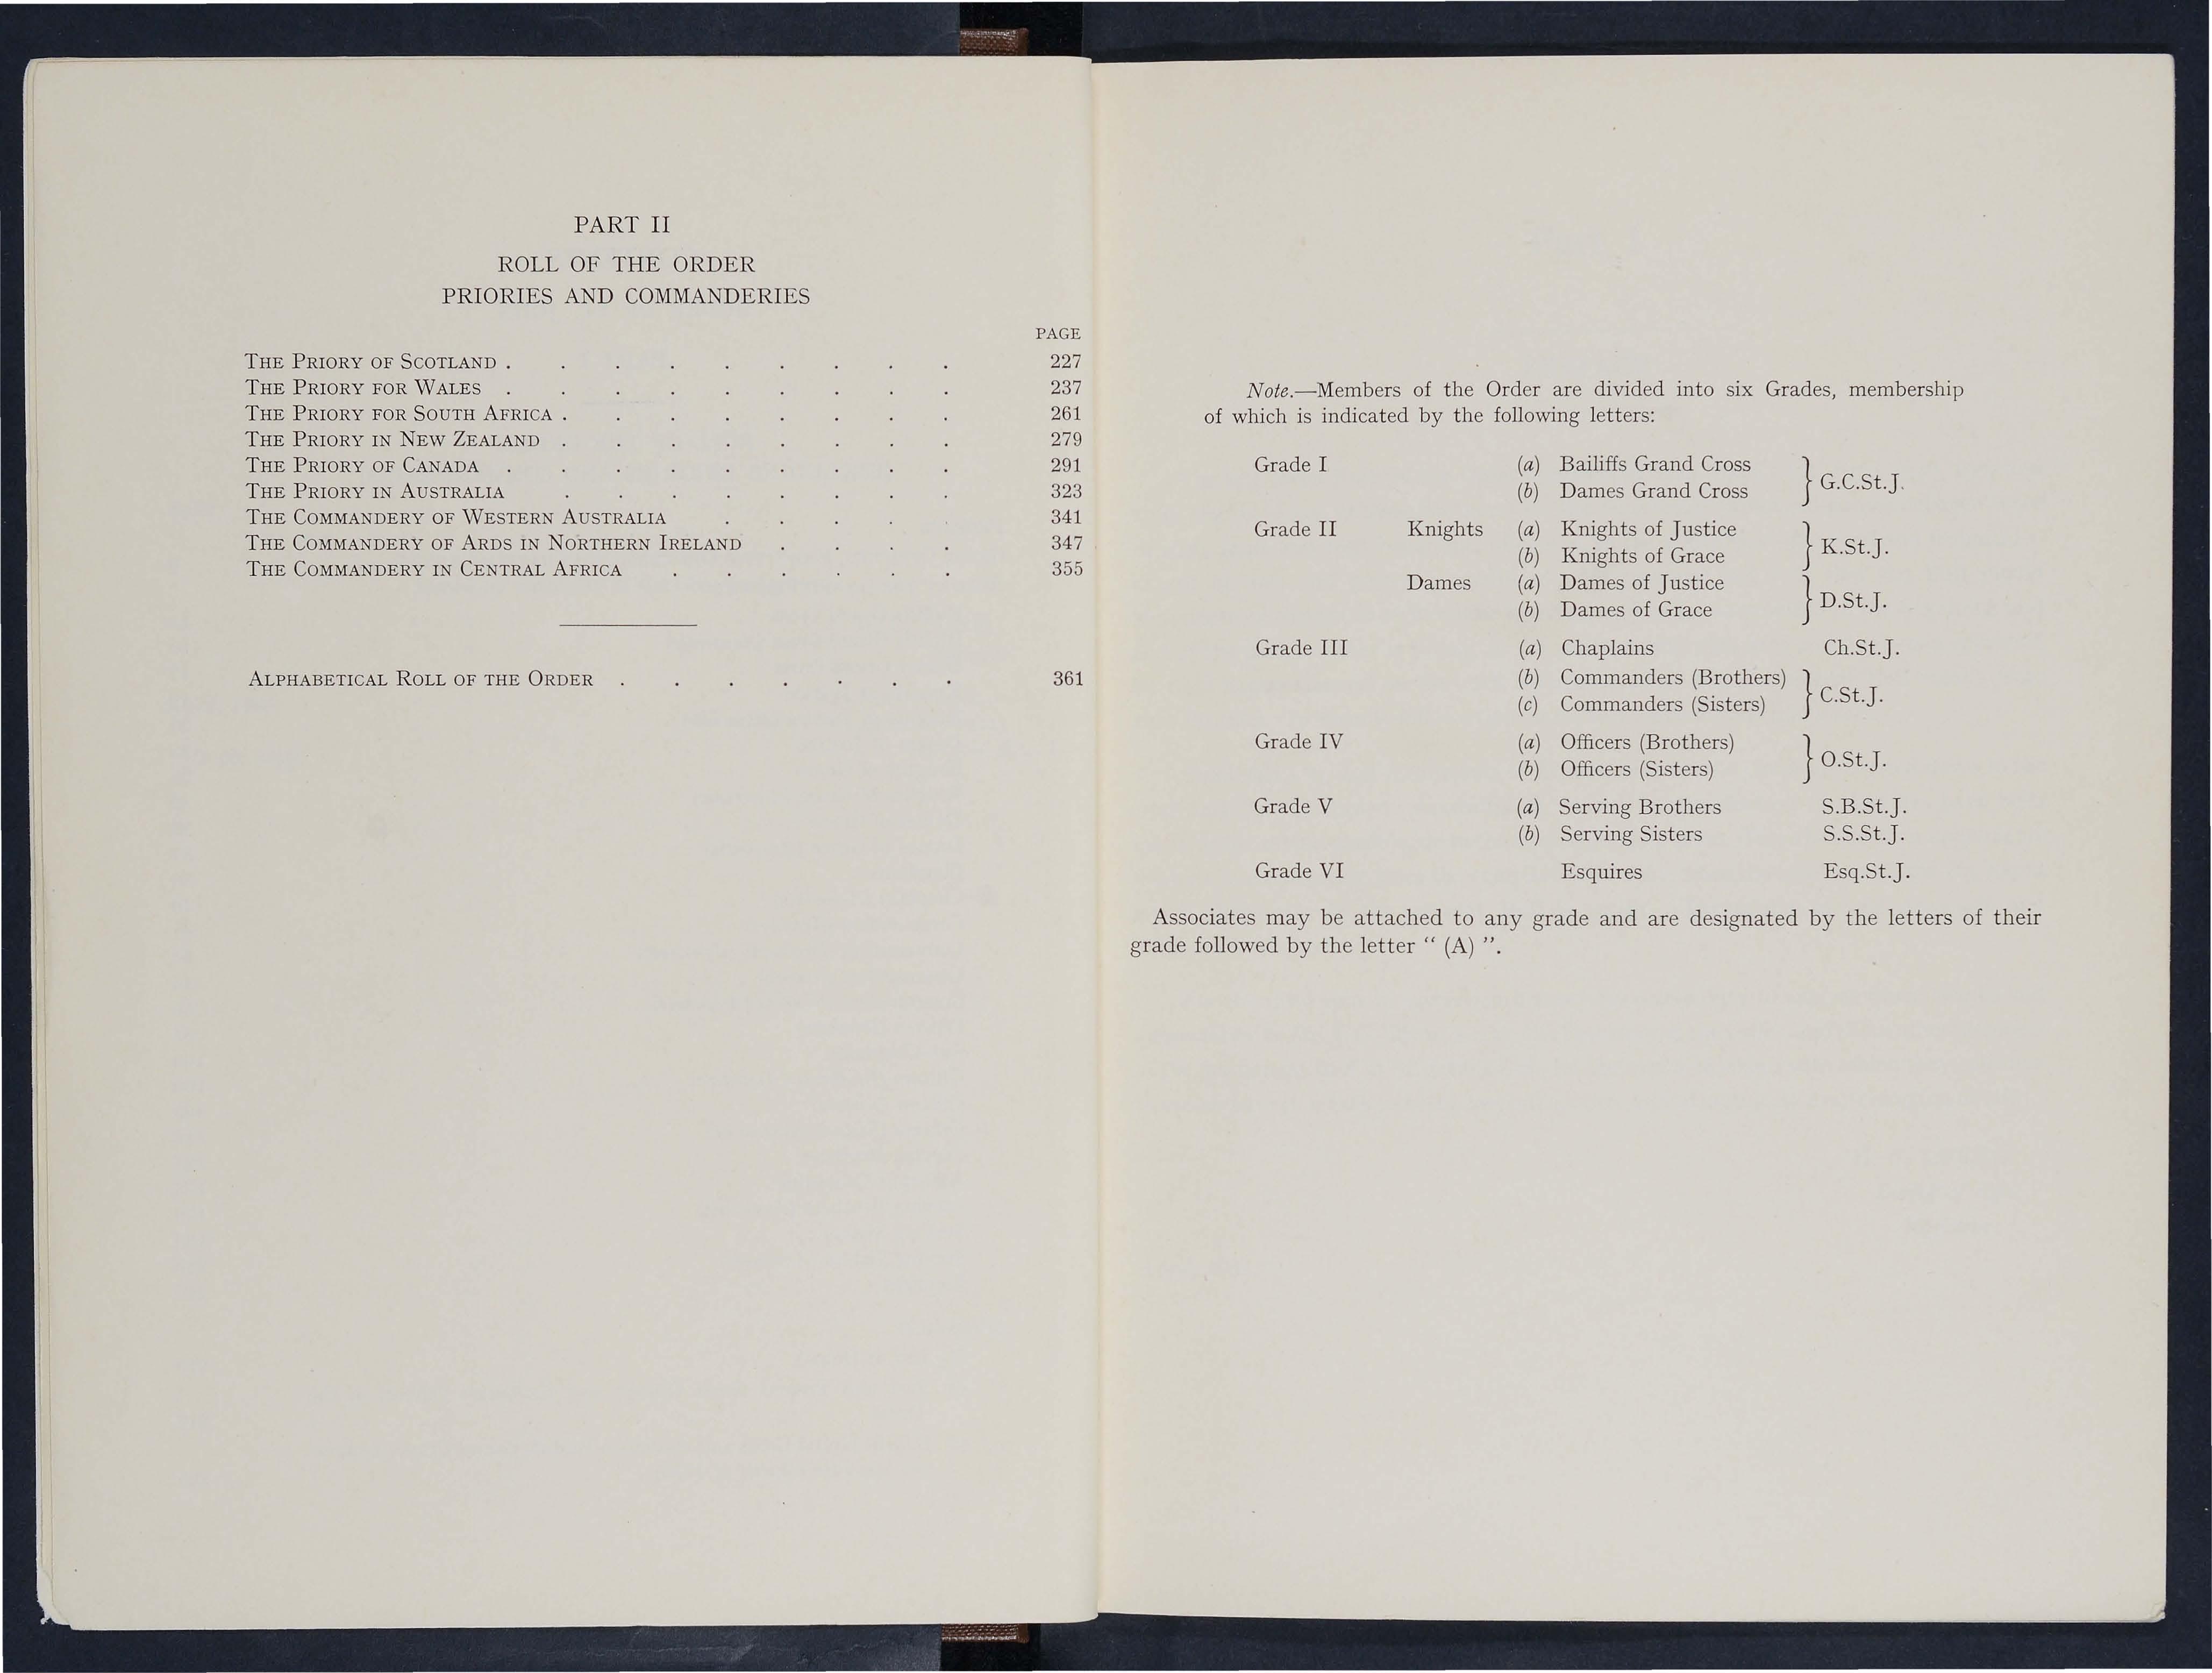 PART II
ROLL OF THE ORDER
PRIORIES AND COMMANDERIES
PAGE
THE PRIORY OF SCOTLAND . . . . . . . . . 227
THE PRIORY FOR WALES . . . . . . . . . 237
THE PRIORY FOR SOUTH AFRICA . . . . . . . . 261
THE PRIORY IN NEW ZEALAND . . . . . . . . 279
THE PRIORY OF CANADA . . . . . . . . . 291
THE PRIORY IN AUSTRALIA . . . . . . . . 323
THE COMMANDERY OF WESTERN AUSTRALIA . . . . . 341
THE COMMANDERY OF ARDS IN NORTHERN IRELAND . . . . 347
THE COMMANDERY IN CENTRAL AFRICA . . . . . . 355
ALPHABETICAL ROLL OF THE ORDER . . . . . . . 361
Note.—Members of the Order are divided into six Grades, membership
of which is indicated by the following letters:
Grade I (a) Bailiffs Grand Cross
(b) Dames Grand Cross } G.C.St.J.
Grade II Knights (a) Knights of Justice
(b) Knights of Grace } K.St.J.
Dames (a) Dames of Justice
(b) Dames of Grace } D.St.J.
Grade III (a) Chaplains Ch.St.J.
(b) Commanders (Brothers)
(c) Commanders (Sisters) } C.St.J.
Grade IV (a) Officers (Brothers)
(b) Officers (Sisters) } O.St.J.
Grade V (a) Serving Brothers S.B.St.J.
(b) Serving Sisters S.S.St.J.
Grade VI Esquires Esq.St.J.
Associates may be attached to any grade and are designated by the letters of their
grade followed by the letter “ (A) ”.